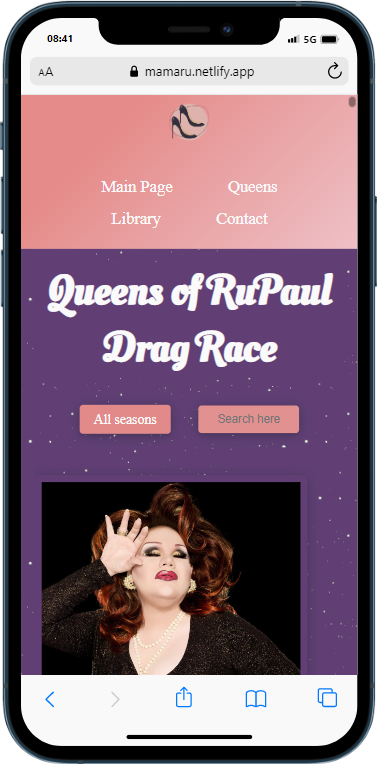 08:41
5G
AA
mamaru.netlify.app
Main Page
Queens
Library
Contact
Queens of RuPaul
Drag Race
All seasons
Search here